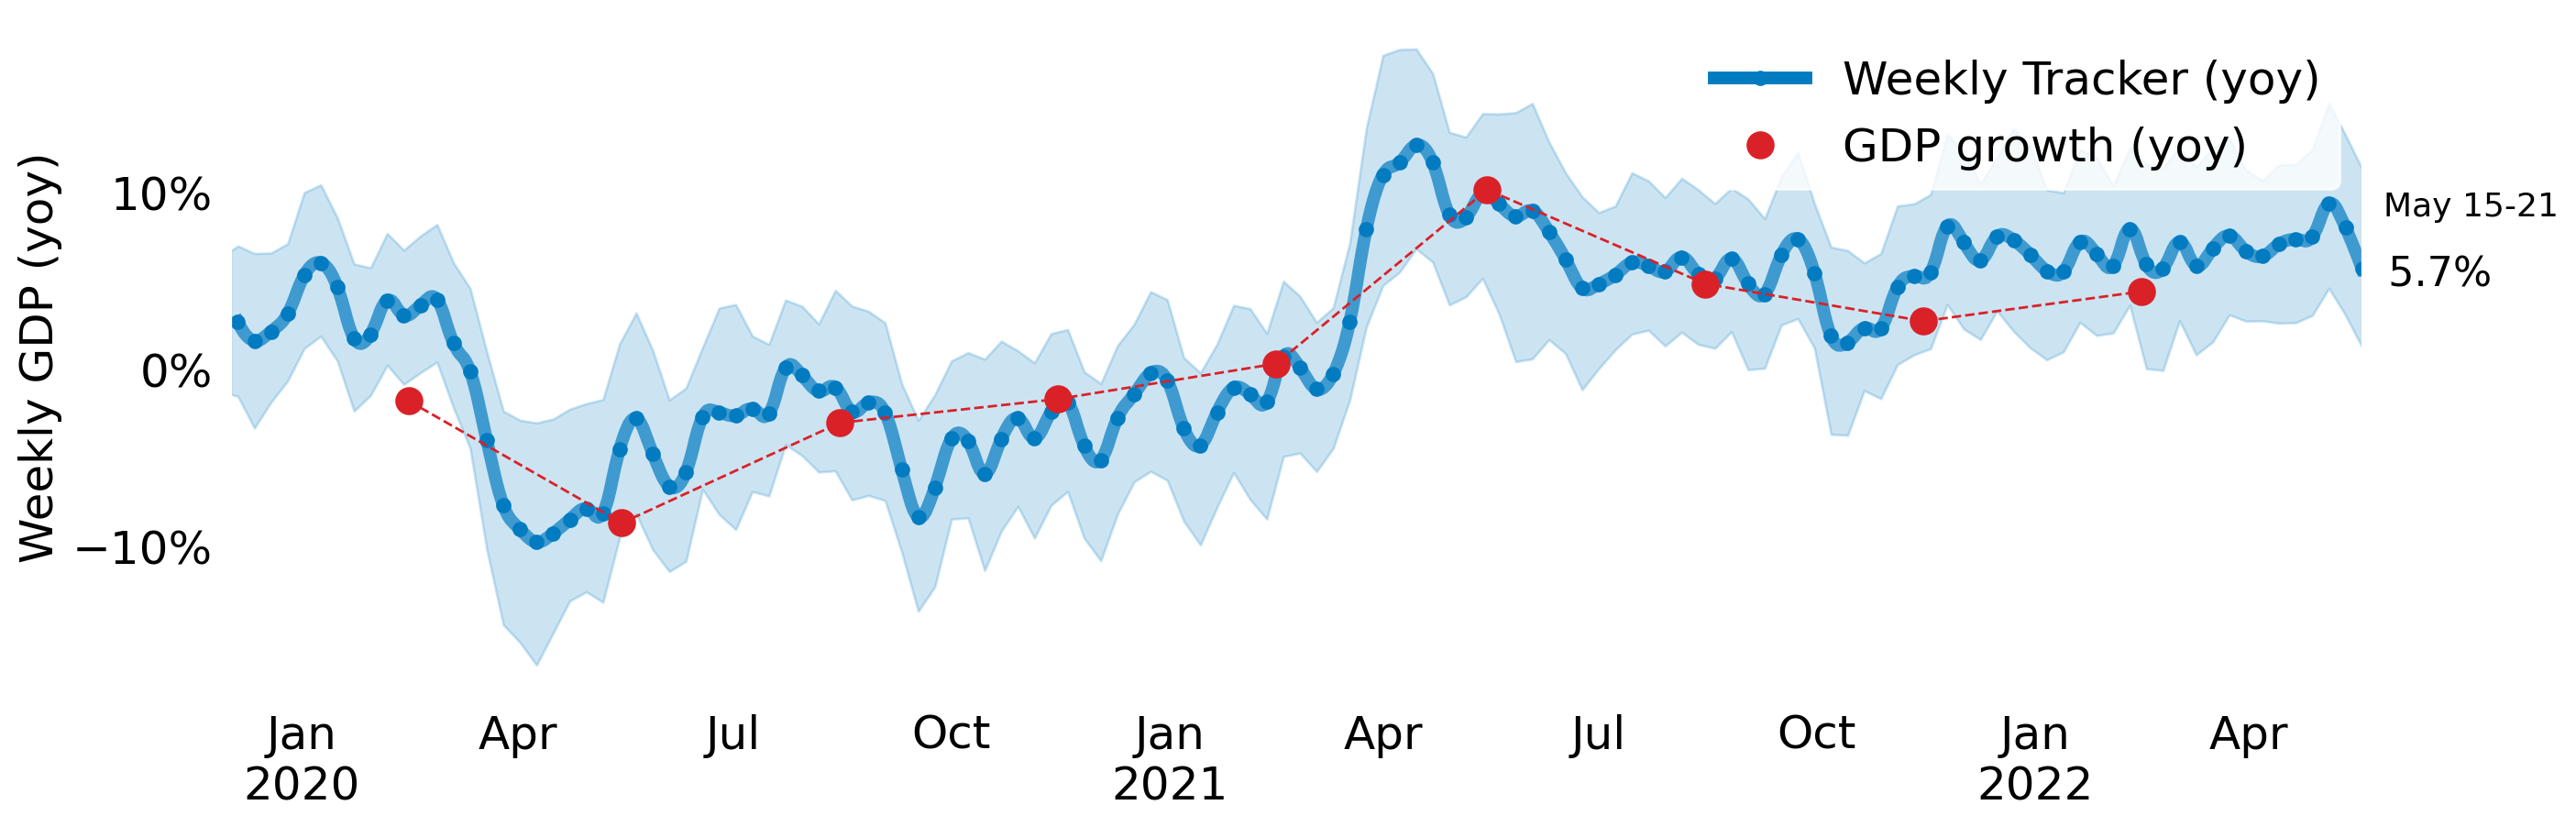 Weekly Tracker (yoy)
GDP growth (yoy)
Weekly GDP (yoy)
10%
0%
−10%
May 15-21
5.7%
Jan Apr Jul Oct Jan Apr Jul Oct Jan Apr
2020 2021 2022